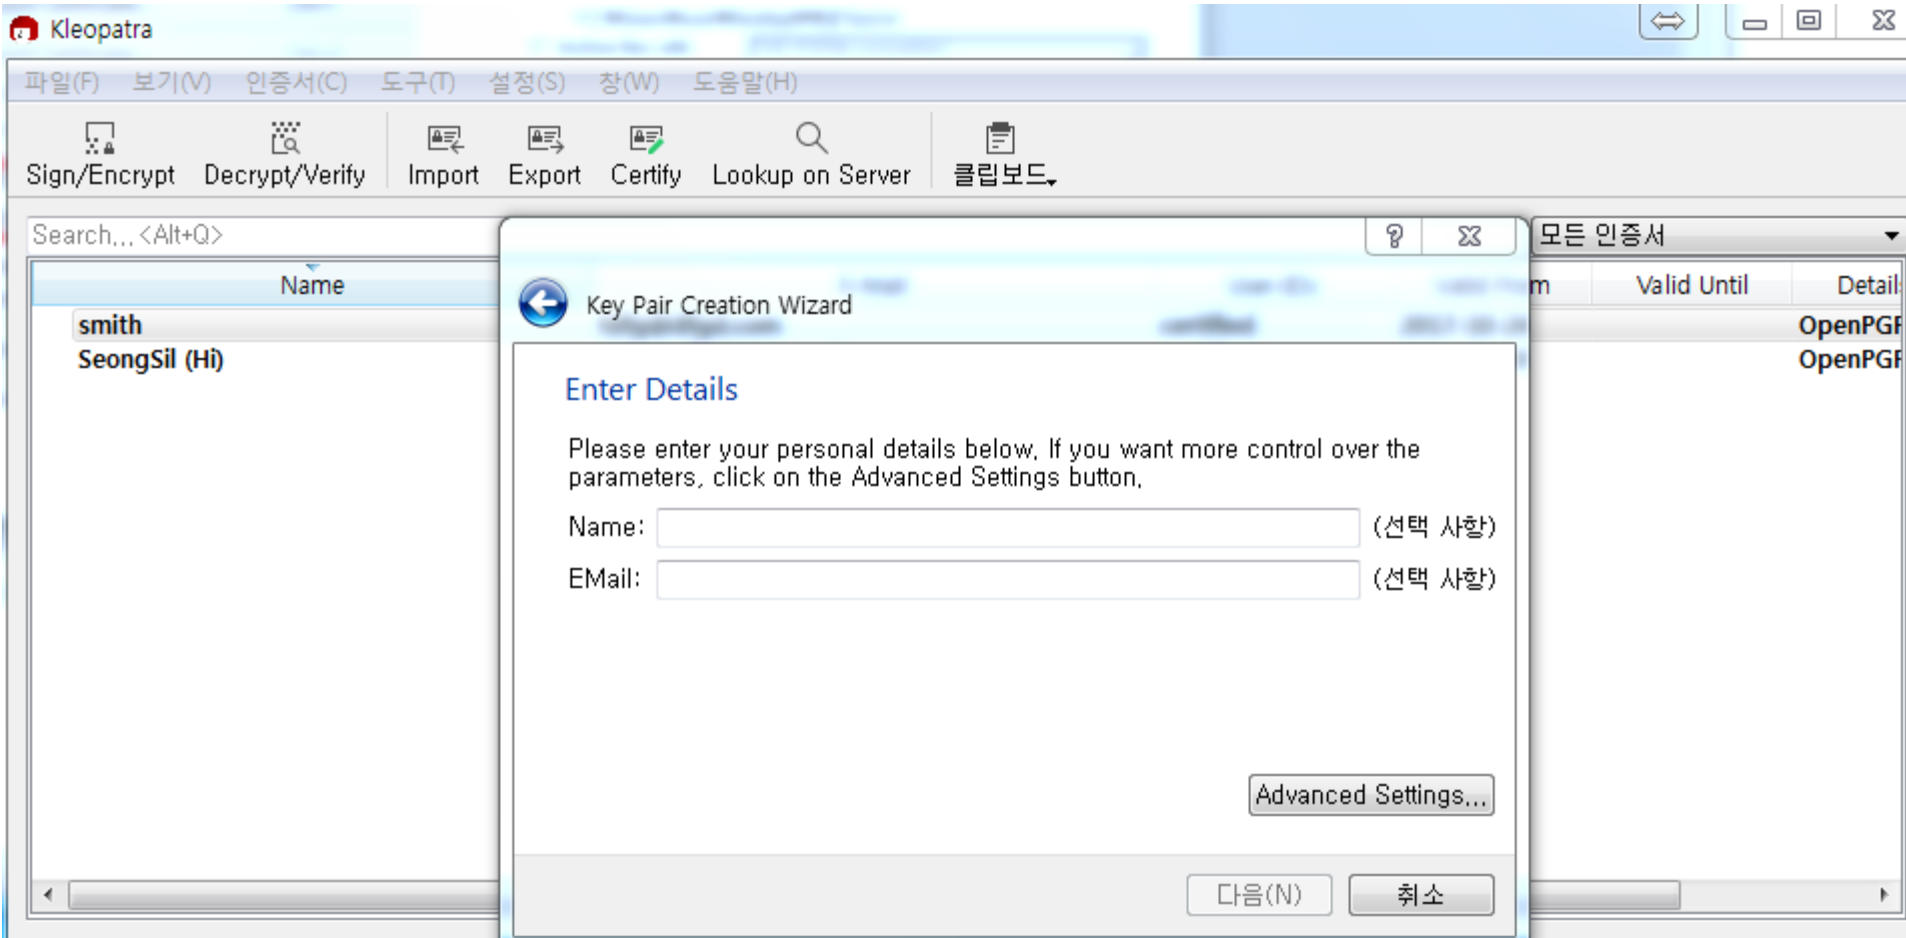 Kleopatra
파일(F) 보기(V) 인증서(C) 도구(T) 설정(S) 창(W) 도움말(H)
Sign/Encrypt Decrypt/Verify Import Export Certify Lookup on Server 클립보드
Search...<Alt+Q> 모든 인증서
Name Valid Until Details
Key Pair Creation Wizard
smith OpenPGP
SeongSil (Hi) OpenPGP
Enter Details
Please enter your personal details below. If you want more control over the
parameters, click on the Advanced Settings button.
Name: (선택 사항)
EMail: (선택 사항)
Advanced Settings...
다음(N) 취소